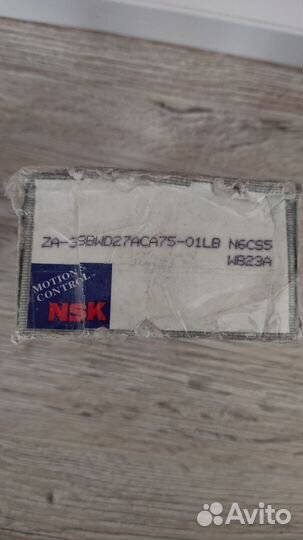 ZA-38BWD27ACA75-01LB N6CS5
WB23A
MOTION &
CONTROL
NSK
Avito